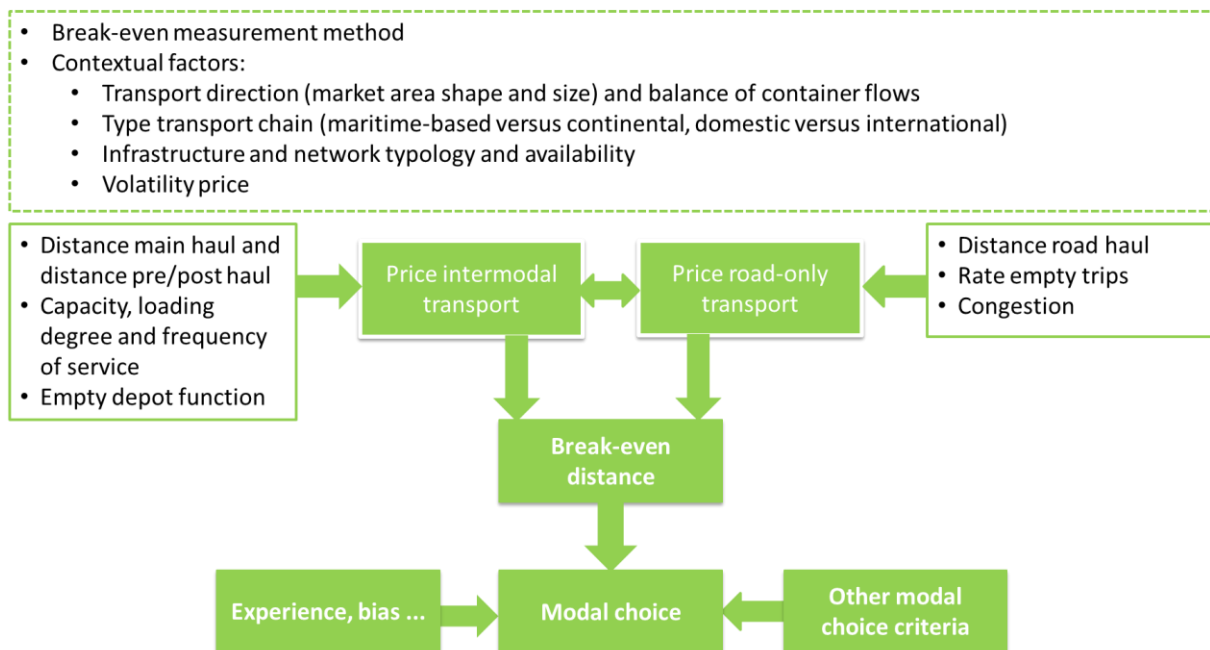 • Break-even measurement method
• Contextual factors:
• Transport direction (market area shape and size) and balance of container flows
• Type transport chain (maritime-based versus continental, domestic versus international)
• Infrastructure and network typology and availability
• Volatility price
• Distance main haul and
distance pre/post haul
• Capacity, loading
degree and frequency
of service
• Empty depot function
Price intermodal
transport
Price road-only
transport
• Distance road haul
• Rate empty trips
• Congestion
Break-even
distance
Experience, bias ...
Modal choice
Other modal
choice criteria